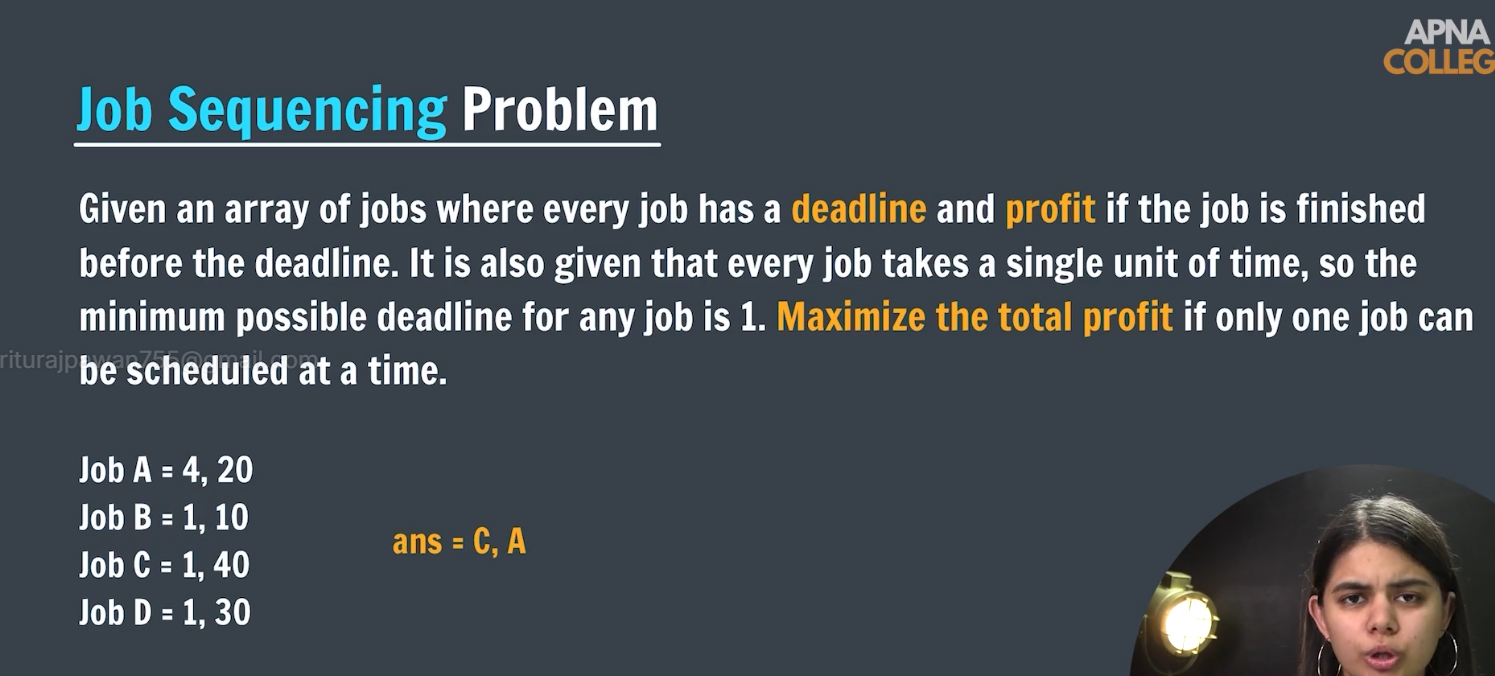 APNA
COLLEG
Job Sequencing Problem
Given an array of jobs where every job has a deadline and profit if the job is finished
before the deadline. It is also given that every job takes a single unit of time, so the
minimum possible deadline for any job is 1. Maximize the total profit if only one job can
be scheduled at a time.
riturajpawan755@gmail.com
Job A = 4, 20
Job B = 1, 10
Job C = 1, 40
Job D = 1, 30
ans = C, A